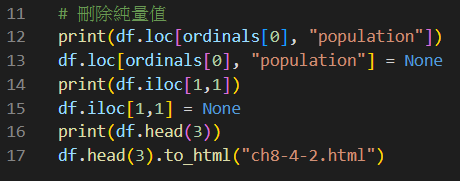 11 # 刪除純量值
12 print(df.loc[ordinals[0], "population"])
13 df.loc[ordinals[0], "population"] = None
14 print(df.iloc[1,1])
15 df.iloc[1,1] = None
16 print(df.head(3))
17 df.head(3).to_html("ch8-4-2.html")